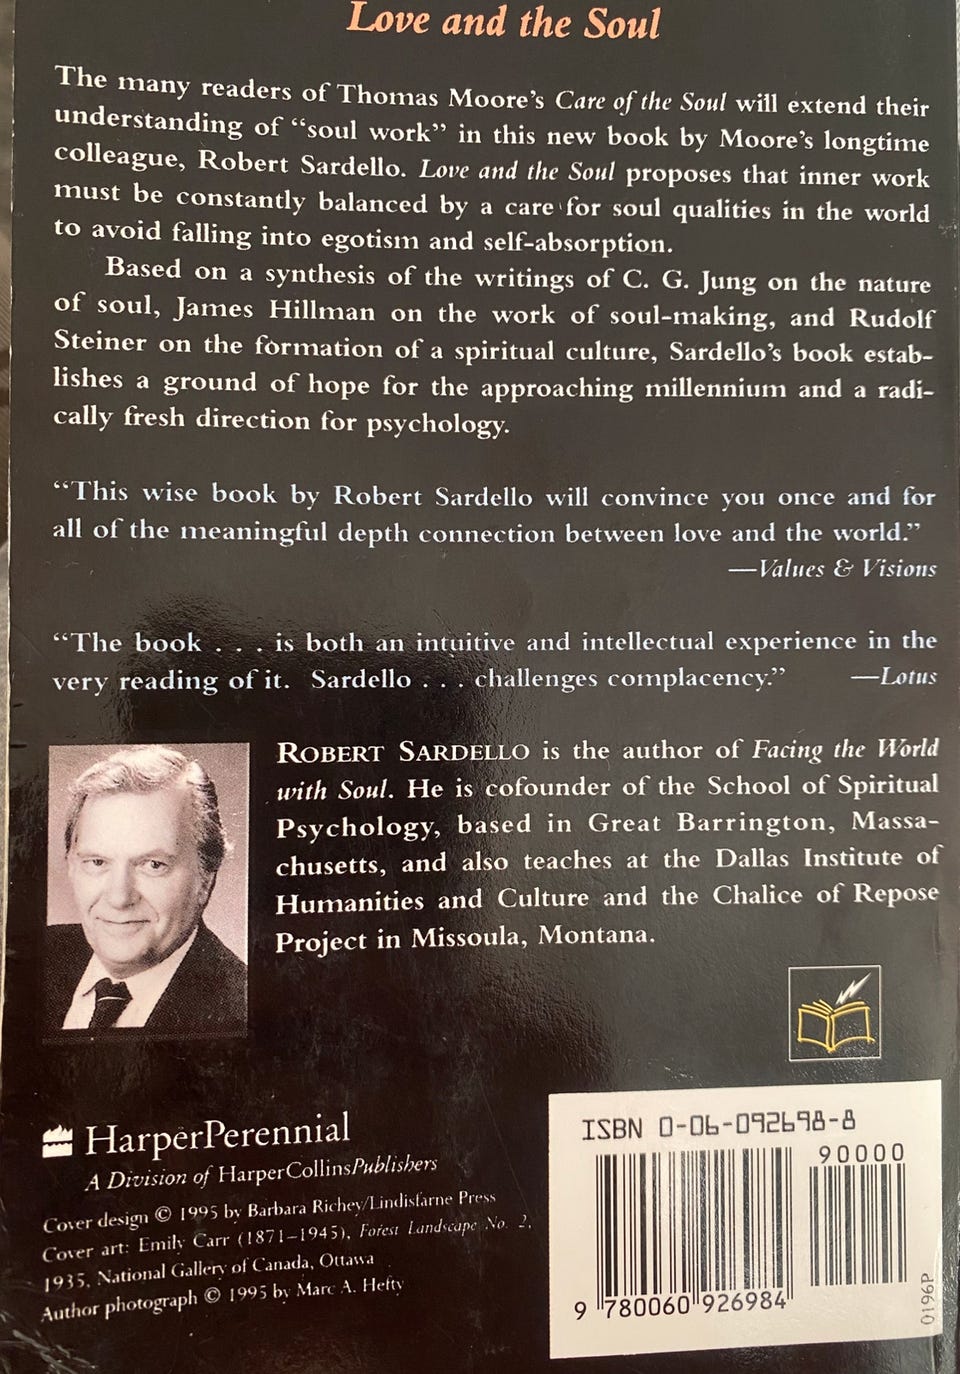 Love and the Soul
The many readers of Thomas Moore's Care of the Soul will extend their
understanding of “soul work” in this new book by Moore's longtime
colleague, Robert Sardello. Love and the Soul proposes that inner work
must be constantly balanced by a care for soul qualities in the world
to avoid falling into egotism and self-absorption.
Based on a synthesis of the writings of C. G. Jung on the nature
of soul, James Hillman on the work of soul-making, and Rudolf
Steiner on the formation of a spiritual culture, Sardello's book estab-
lishes a ground of hope for the approaching millennium and a radi-
cally fresh direction for psychology.
“This wise book by Robert Sardello will convince you once and for
all of the meaningful depth connection between love and the world.”
—Values & Visions
“The book . . . is both an intuitive and intellectual experience in the
very reading of it. Sardello . . . challenges complacency.” —Lotus
ROBERT SARDELLO is the author of Facing the World
with Soul. He is cofounder of the School of Spiritual
Psychology, based in Great Barrington, Massa-
chusetts, and also teaches at the Dallas Institute of
Humanities and Culture and the Chalice of Repose
Project in Missoula, Montana.
HarperPerennial
A Division of HarperCollinsPublishers
Cover design © 1995 by Barbara Richey/Lindisfarne Press
Cover art: Emily Carr (1871–1945), Forest Landscape No. 2,
1935, National Gallery of Canada, Ottawa
Author photograph © 1995 by Marc A. Hefty
ISBN 0-06-092698-8
90000
9 780060 926984
0196P